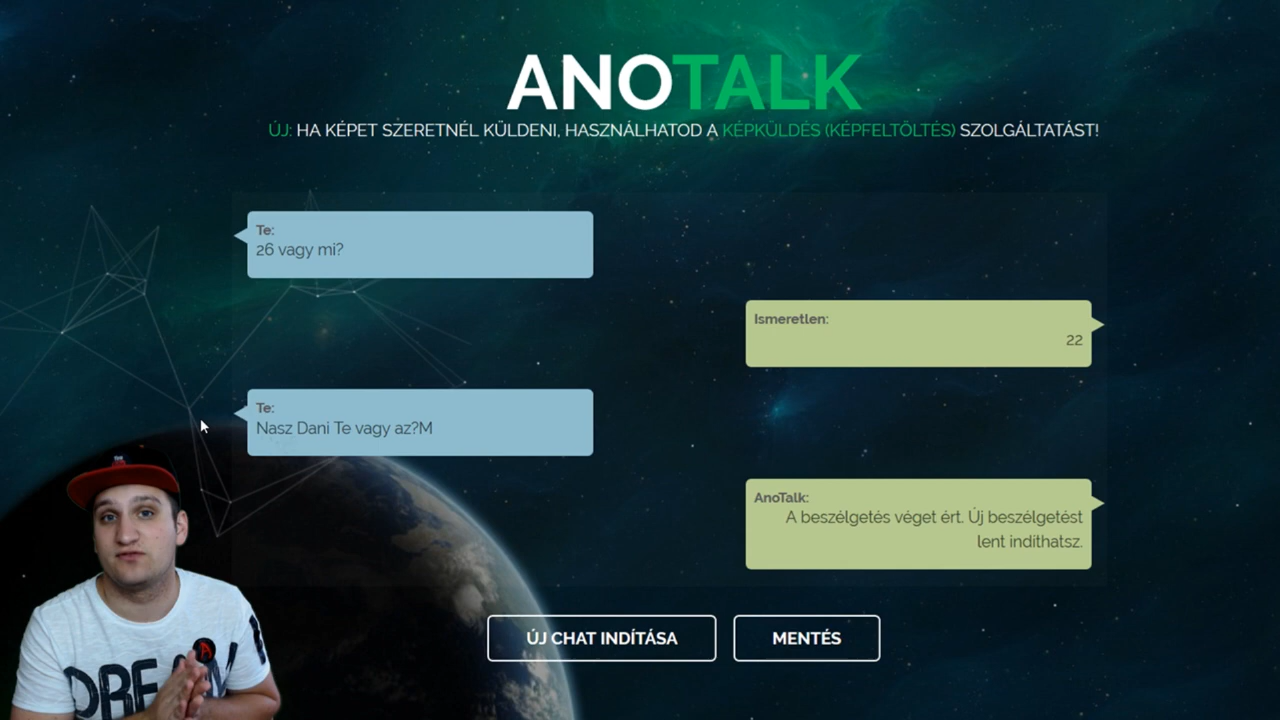 ANOTALK
ÚJ: HA KÉPET SZERETNÉL KÜLDENI, HASZNÁLHATOD A KÉPKÜLDÉS (KÉPFELTÖLTÉS) SZOLGÁLTATÁST!
Te:
26 vagy mi?
Ismeretlen:
22
Te:
Nasz Dani Te vagy az?M
AnoTalk:
A beszélgetés véget ért. Új beszélgetést
lent indíthatsz.
ÚJ CHAT INDÍTÁSA
MENTÉS
THE